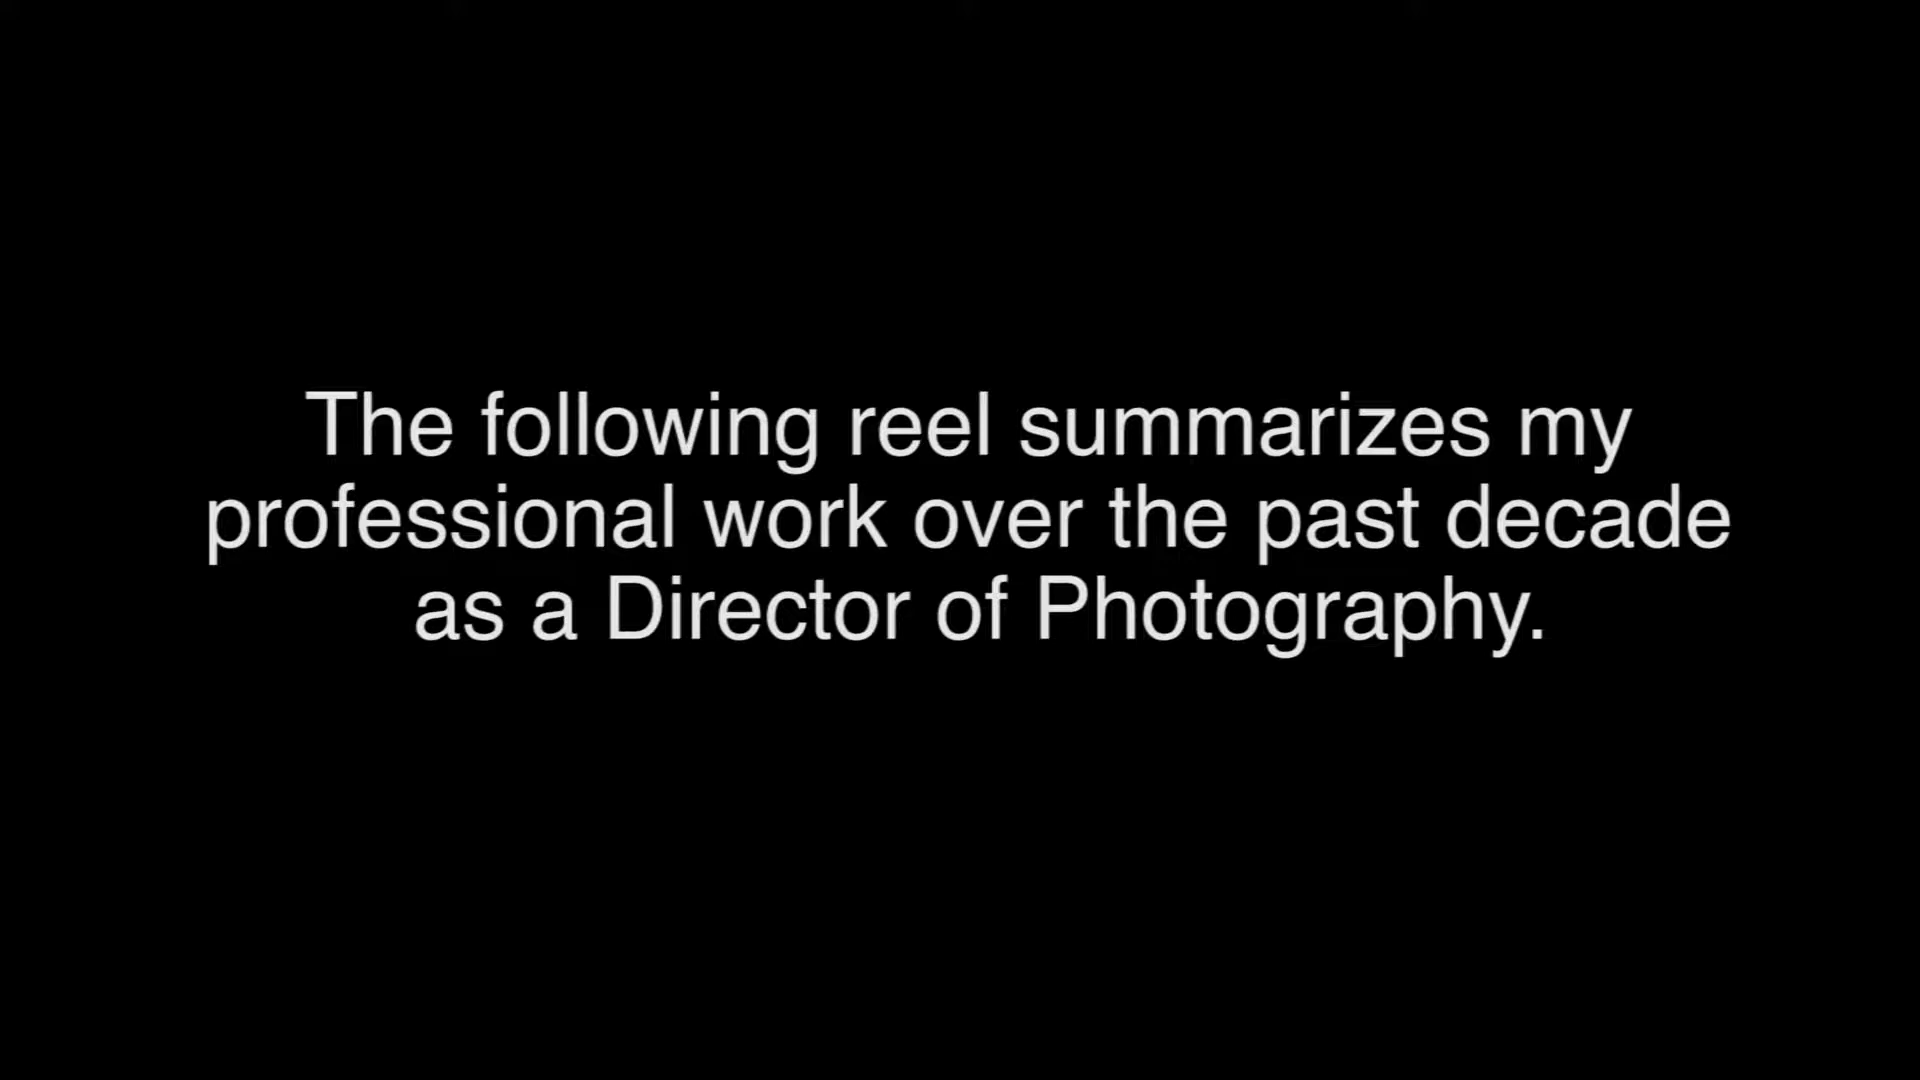 The following reel summarizes my
professional work over the past decade
as a Director of Photography.